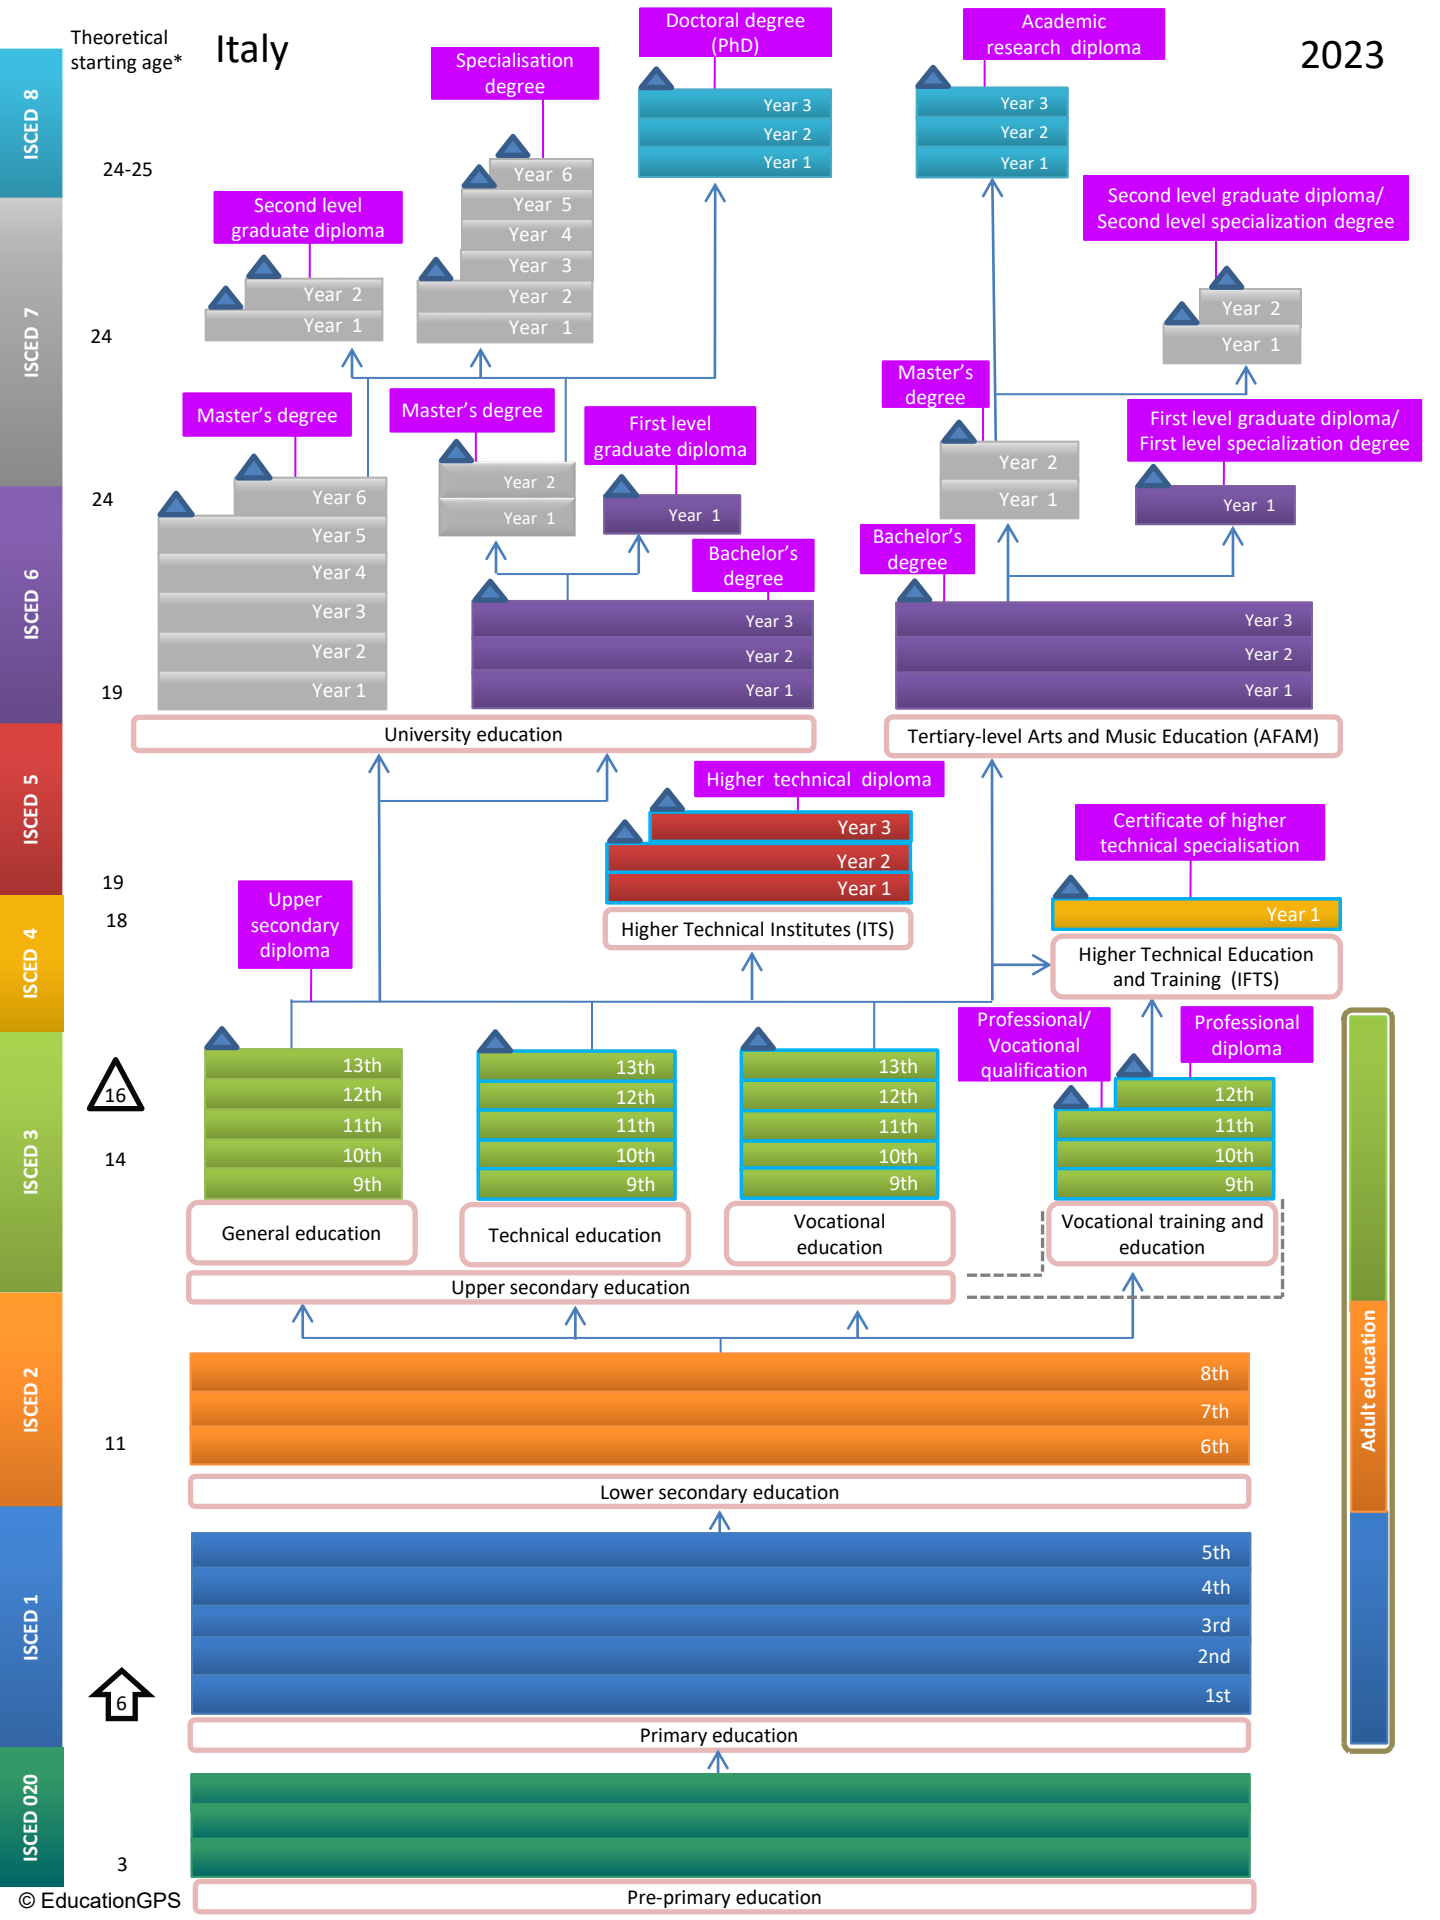 Theoretical
starting age*
Italy
2023
Doctoral degree
(PhD)
Academic
research diploma
Specialisation
degree
ISCED 8
24-25
Year 3
Year 2
Year 1
Year 3
Year 2
Year 1
Second level
graduate diploma
Year 6
Year 5
Year 4
Year 3
Year 2
Year 1
Second level graduate diploma/
Second level specialization degree
Year 2
Year 1
Year 2
Year 1
ISCED 7
24
Master's degree
Master's degree
First level
graduate diploma
Master's
degree
First level graduate diploma/
First level specialization degree
24
Year 6
Year 5
Year 4
Year 3
Year 2
Year 1
Year 2
Year 1
Year 1
Year 2
Year 1
Year 1
Bachelor's
degree
Bachelor's
degree
ISCED 6
19
Year 3
Year 2
Year 1
Year 3
Year 2
Year 1
University education
Tertiary-level Arts and Music Education (AFAM)
ISCED 5
19
Higher technical diploma
Year 3
Year 2
Year 1
Higher Technical Institutes (ITS)
Certificate of higher
technical specialisation
Year 1
Higher Technical Education
and Training (IFTS)
ISCED 4
18
Upper
secondary
diploma
Professional/
Vocational
qualification
Professional
diploma
ISCED 3
16
14
13th
12th
11th
10th
9th
13th
12th
11th
10th
9th
13th
12th
11th
10th
9th
12th
11th
10th
9th
General education
Technical education
Vocational
education
Vocational training and
education
Upper secondary education
ISCED 2
11
8th
7th
6th
Lower secondary education
Adult education
ISCED 1
6
5th
4th
3rd
2nd
1st
Primary education
ISCED 020
3
Pre-primary education
© EducationGPS